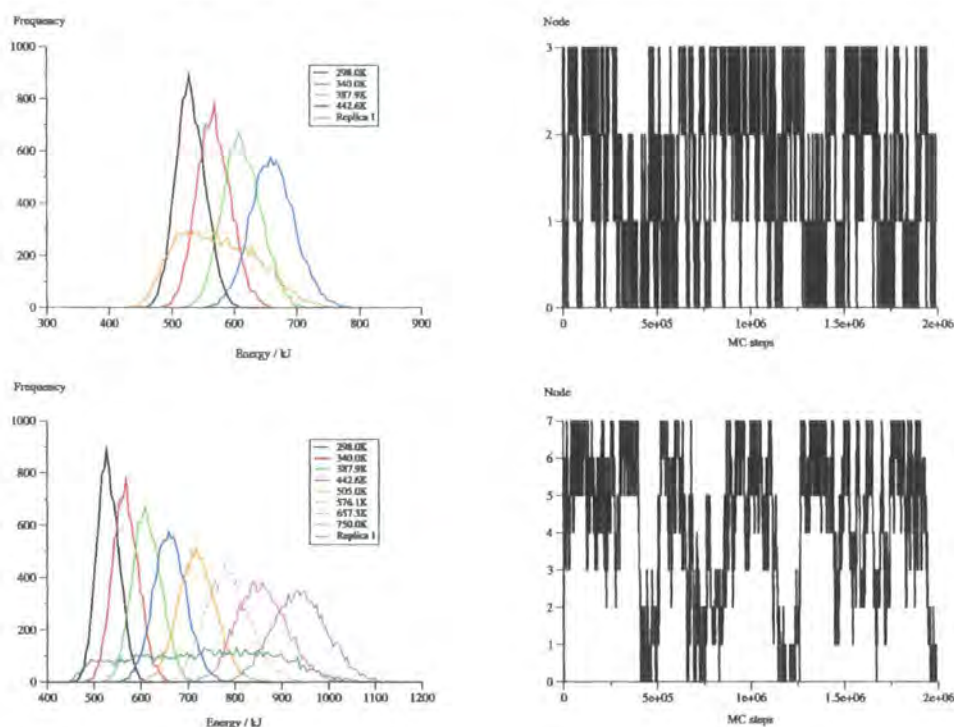 Frequency
1000
800
600
400
200
0
300 400 500 600 700 800 900
Energy / kJ
298.0K
340.0K
387.9K
442.6K
Replica 1
Node
3
2
1
0
0 5e+05 1e+06 1.5e+06 2e+06
MC steps
Frequency
1000
800
600
400
200
0
400 500 600 700 800 900 1000 1100 1200
Energy / kJ
298.0K
340.0K
387.9K
442.6K
505.0K
576.1K
657.3K
750.0K
Replica 1
Node
7
6
5
4
3
2
1
0
0 5e+05 1e+06 1.5e+06 2e+06
MC steps